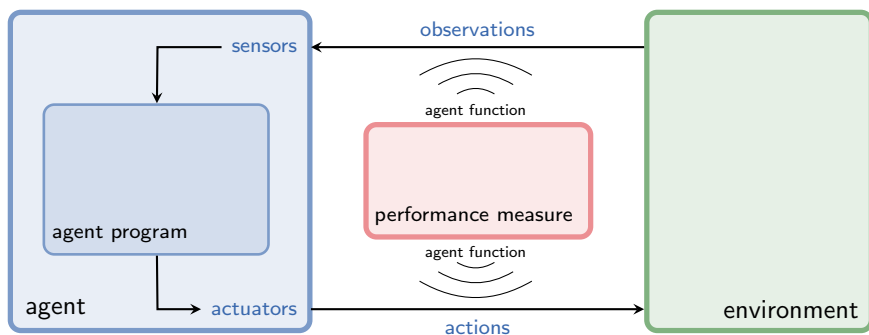 observations
sensors
agent function
agent program
performance measure
agent function
agent
actuators
actions
environment